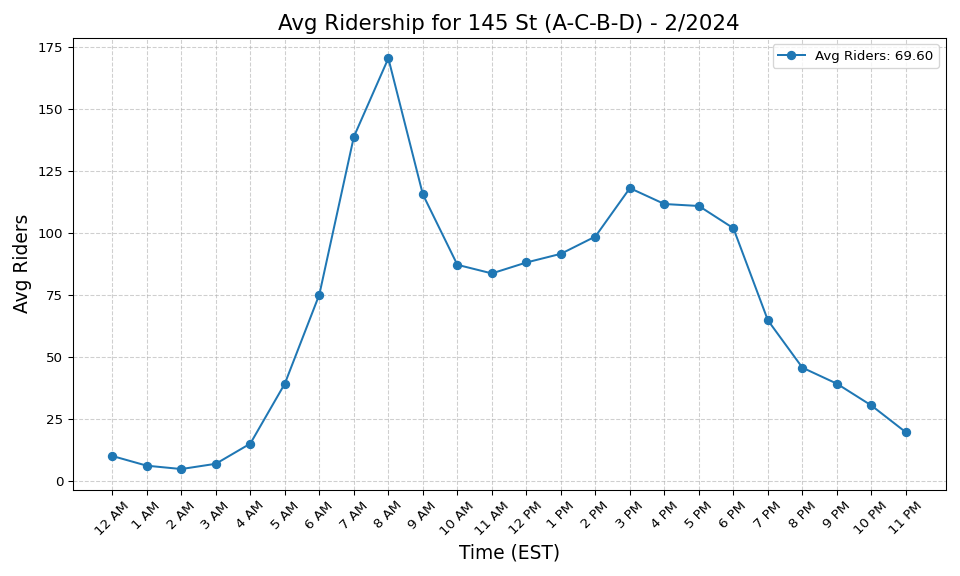 Avg Ridership for 145 St (A-C-B-D) - 2/2024
Avg Riders: 69.60
Avg Riders
175
150
125
100
75
50
25
0
12 AM
1 AM
2 AM
3 AM
4 AM
5 AM
6 AM
7 AM
8 AM
9 AM
10 AM
11 AM
12 PM
1 PM
2 PM
3 PM
4 PM
5 PM
6 PM
7 PM
8 PM
9 PM
10 PM
11 PM
Time (EST)